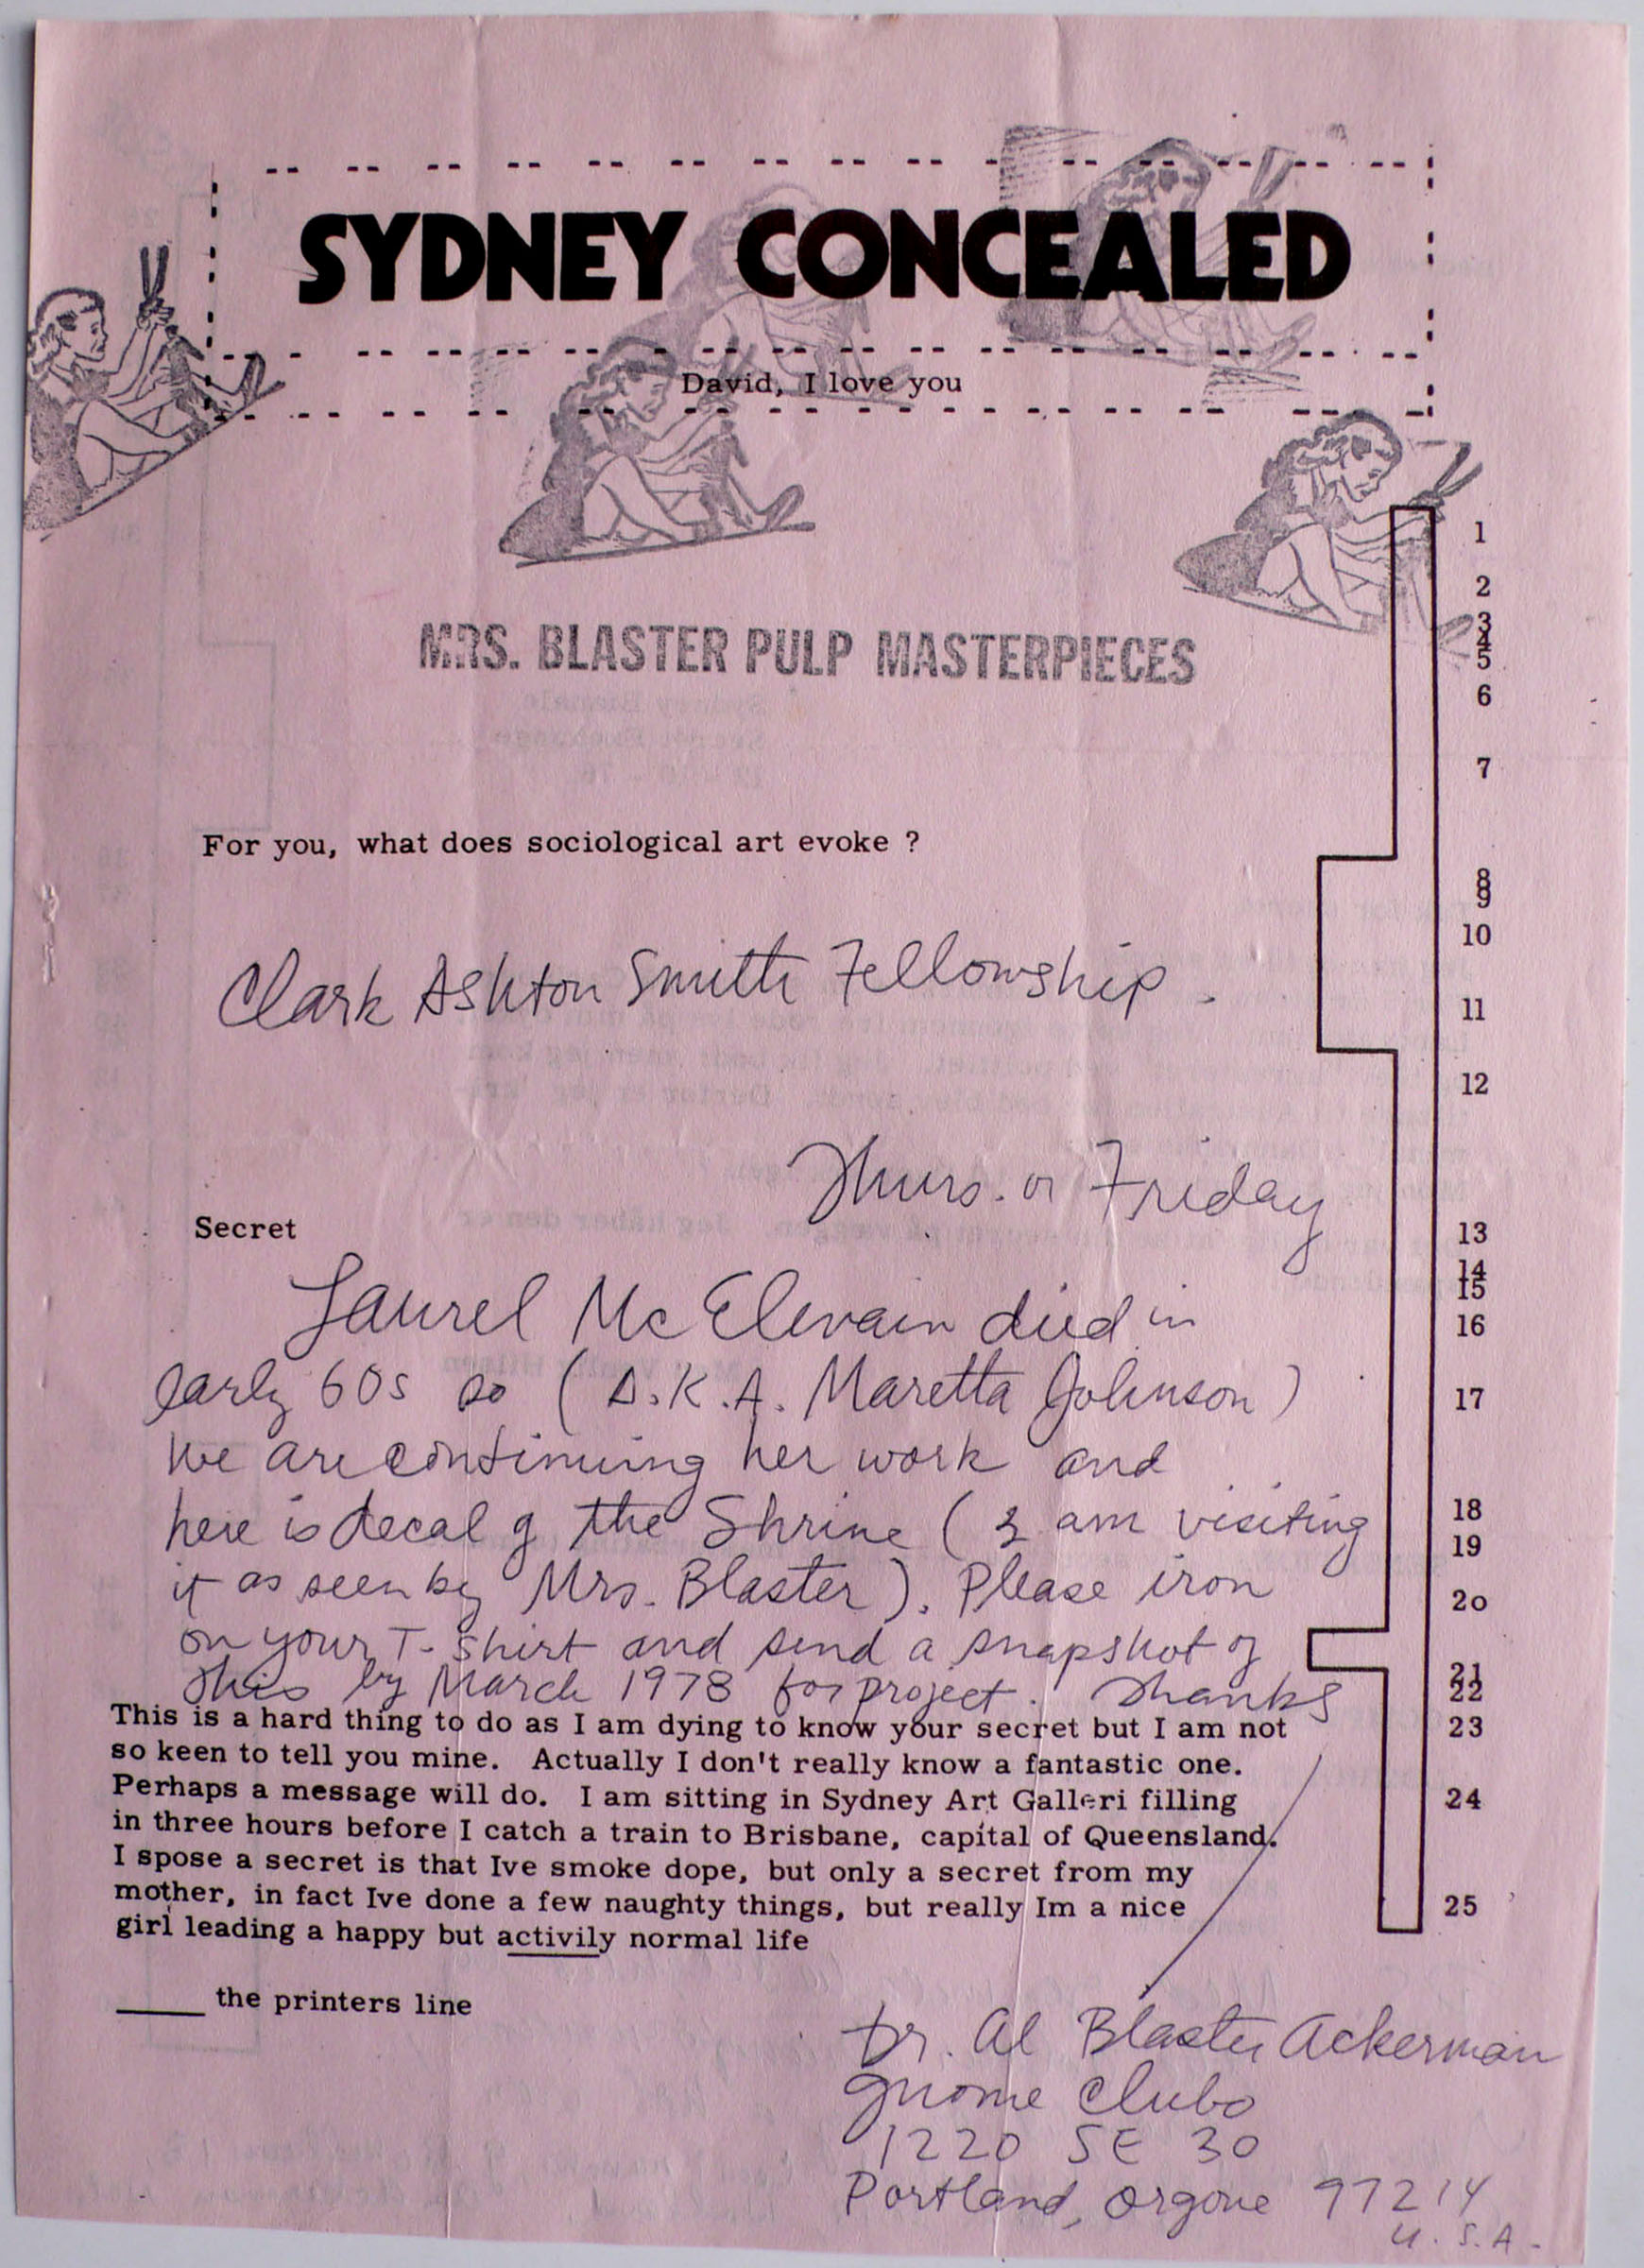 SYDNEY CONCEALED
David, I love you
MRS. BLASTER PULP MASTERPIECES
1
2
3
4
5
6
7
For you, what does sociological art evoke ?
8
9
10
Clark Ashton Smith Fellowship.
11
12
Thurs. or Friday
Secret
13
14
15
Laurel McElevain died in
16
early 60s so (A.K.A. Maretta Johnson)
17
we are continuing her work and
here is decal of the Shrine (I am visiting
18
19
it as seen by Mrs. Blaster). Please iron
20
on your T-shirt and send a snapshot of
21
this by March 1978 for project. Thanks
22
This is a hard thing to do as I am dying to know your secret but I am not
23
so keen to tell you mine. Actually I don't really know a fantastic one.
Perhaps a message will do. I am sitting in Sydney Art Galleri filling
24
in three hours before I catch a train to Brisbane, capital of Queensland.
I spose a secret is that Ive smoke dope, but only a secret from my
mother, in fact Ive done a few naughty things, but really Im a nice
25
girl leading a happy but activily normal life
____ the printers line
Dr. Al Blaster Ackerman
Gnome Clubo
1220 SE 30
Portland, Orgone 97214
U.S.A.